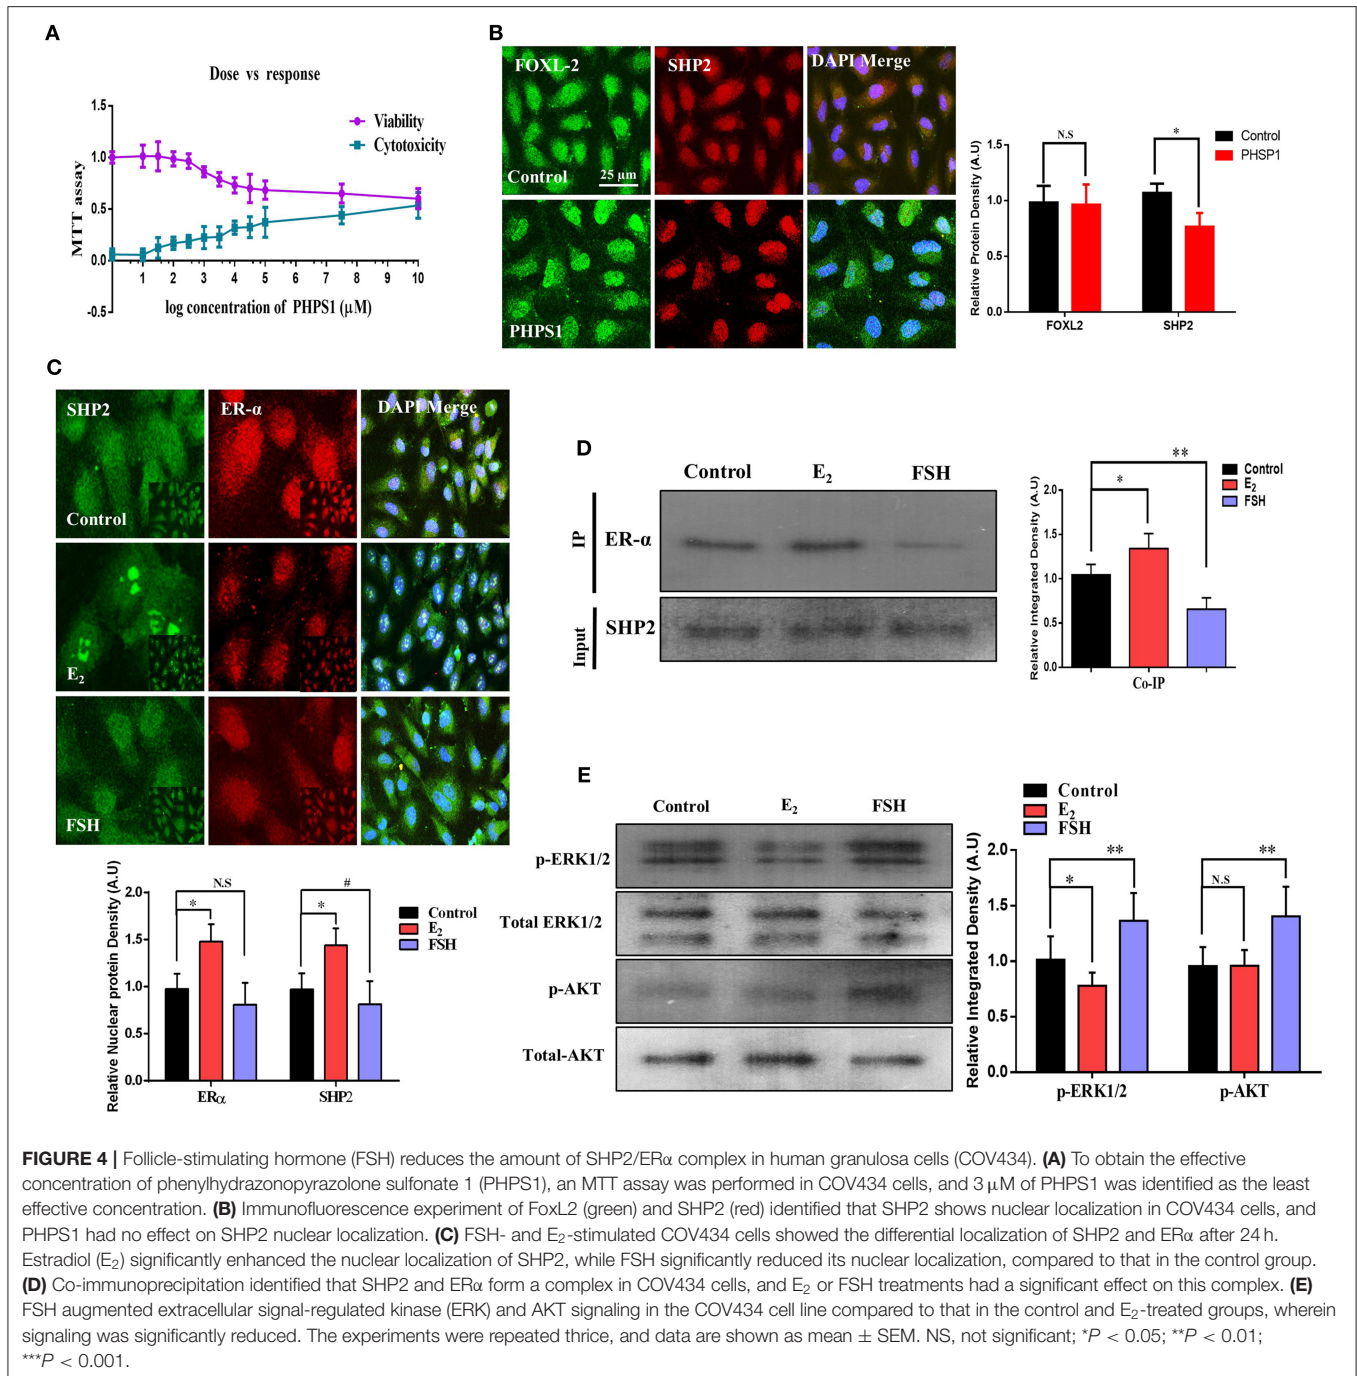 A
Dose vs response
MTT assay
1.5
1.0
0.5
0.0
-0.5
Viability
Cytotoxicity
1 2 3 4 5 6 7 8 9 10
log concentration of PHPS1 (µM)
B
FOXL-2 SHP2 DAPI Merge
Control 25 µm
PHPS1
Relative Protein Density (A.U)
1.5
1.0
0.5
0.0
N.S *
Control
PHSP1
FOXL2 SHP2
C
SHP2 ER-α DAPI Merge
Control
E2
FSH
Relative Nuclear protein Density (A.U)
2.0
1.5
1.0
0.5
0.0
N.S #
* *
Control
E2
FSH
ERα SHP2
D
Control E2 FSH
IP ER-α
Input SHP2
Relative Integrated Density (A.U)
2.0
1.5
1.0
0.5
0.0
**
*
Control
E2
FSH
Co-IP
E
Control E2 FSH
p-ERK1/2
Total ERK1/2
p-AKT
Total-AKT
Control
E2
FSH
Relative Integrated Density (A.U)
2.0
1.5
1.0
0.5
0.0
** **
* N.S
p-ERK1/2 p-AKT
FIGURE 4 | Follicle-stimulating hormone (FSH) reduces the amount of SHP2/ERα complex in human granulosa cells (COV434). (A) To obtain the effective
concentration of phenylhydrazonopyrazolone sulfonate 1 (PHPS1), an MTT assay was performed in COV434 cells, and 3 µM of PHPS1 was identified as the least
effective concentration. (B) Immunofluorescence experiment of FoxL2 (green) and SHP2 (red) identified that SHP2 shows nuclear localization in COV434 cells, and
PHPS1 had no effect on SHP2 nuclear localization. (C) FSH- and E2-stimulated COV434 cells showed the differential localization of SHP2 and ERα after 24 h.
Estradiol (E2) significantly enhanced the nuclear localization of SHP2, while FSH significantly reduced its nuclear localization, compared to that in the control group.
(D) Co-immunoprecipitation identified that SHP2 and ERα form a complex in COV434 cells, and E2 or FSH treatments had a significant effect on this complex. (E)
FSH augmented extracellular signal-regulated kinase (ERK) and AKT signaling in the COV434 cell line compared to that in the control and E2-treated groups, wherein
signaling was significantly reduced. The experiments were repeated thrice, and data are shown as mean ± SEM. NS, not significant; *P < 0.05; **P < 0.01;
***P < 0.001.